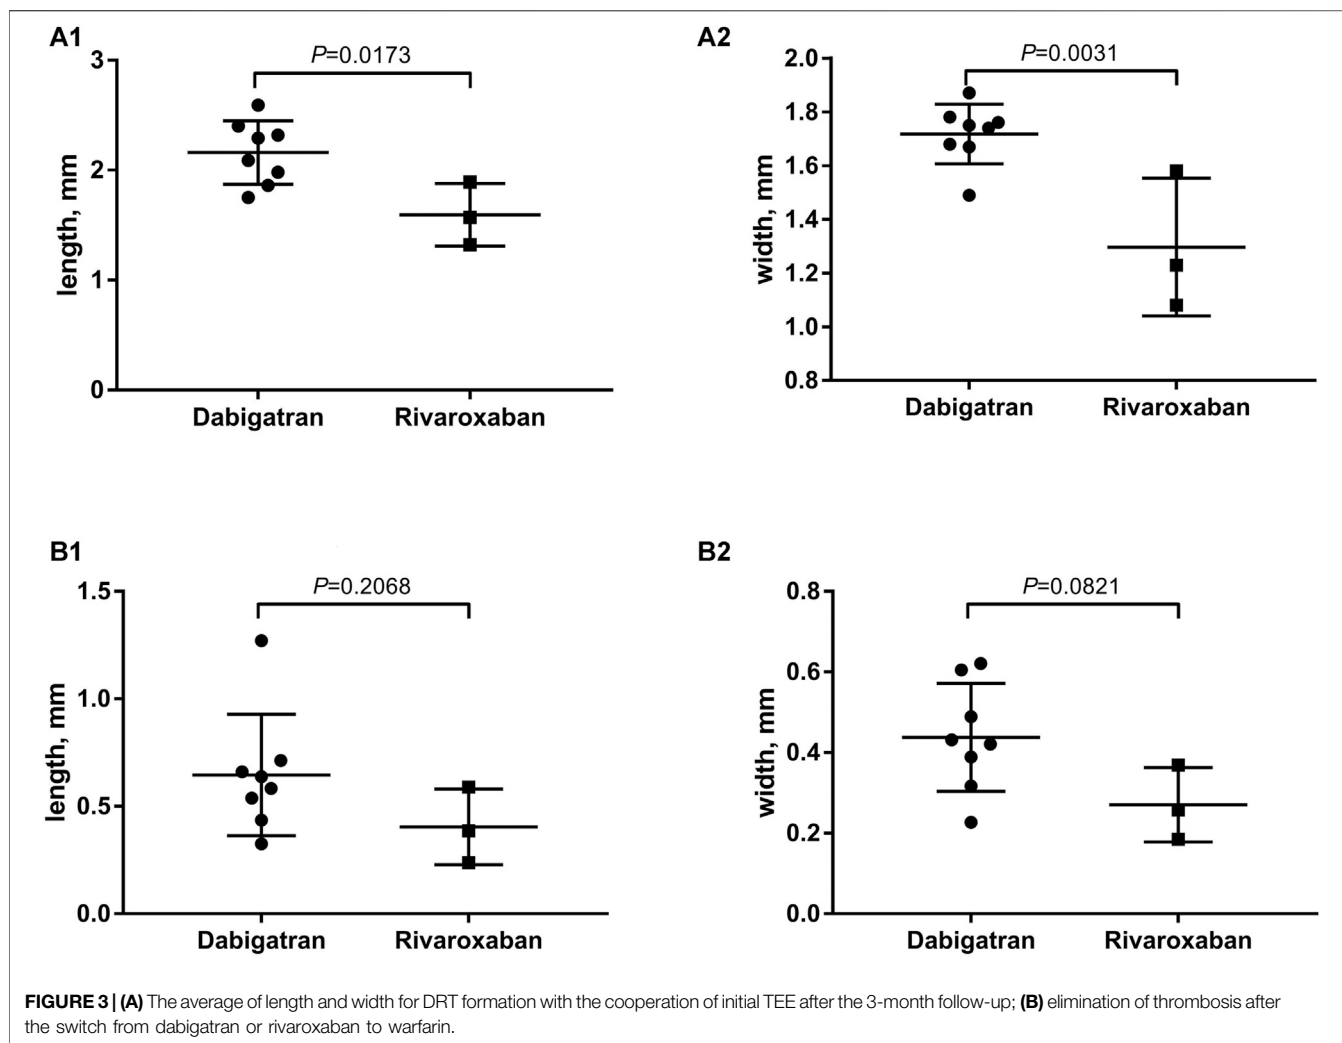 A1
P=0.0173
3
2
1
0
length, mm
Dabigatran Rivaroxaban
A2
P=0.0031
2.0
1.8
1.6
1.4
1.2
1.0
0.8
width, mm
Dabigatran Rivaroxaban
B1
P=0.2068
1.5
1.0
0.5
0.0
length, mm
Dabigatran Rivaroxaban
B2
P=0.0821
0.8
0.6
0.4
0.2
0.0
width, mm
Dabigatran Rivaroxaban
FIGURE 3 | (A) The average of length and width for DRT formation with the cooperation of initial TEE after the 3-month follow-up; (B) elimination of thrombosis after
the switch from dabigatran or rivaroxaban to warfarin.